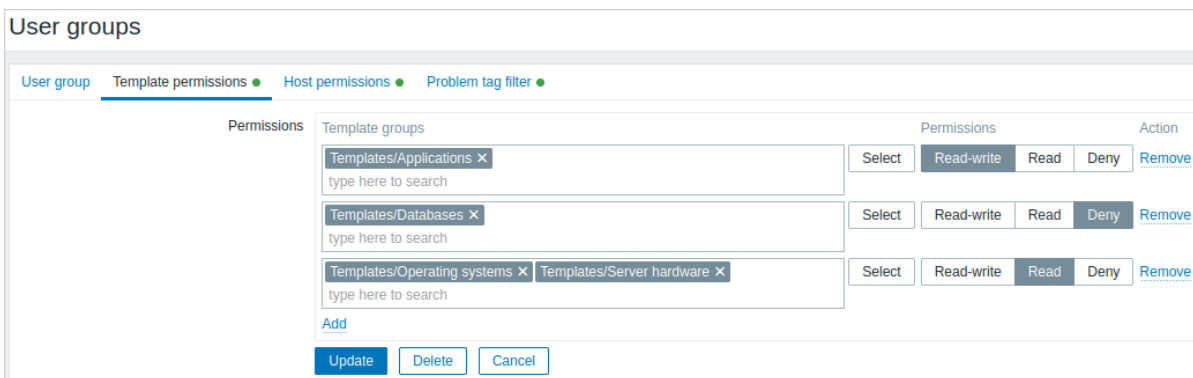 User groups
User group Template permissions Host permissions Problem tag filter
Permissions Template groups Permissions Action
Templates/Applications ✕ Select Read-write Read Deny Remove
type here to search
Templates/Databases ✕ Select Read-write Read Deny Remove
type here to search
Templates/Operating systems ✕ Templates/Server hardware ✕ Select Read-write Read Deny Remove
type here to search
Add
Update Delete Cancel